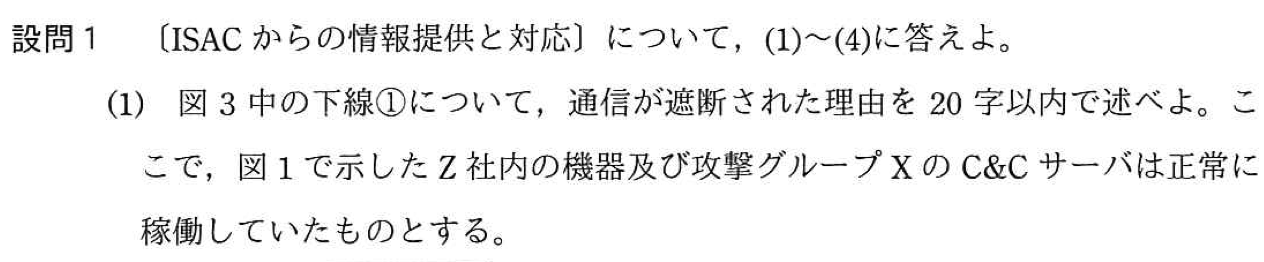 設問1 〔ISAC からの情報提供と対応〕について，(1)～(4)に答えよ。
(1) 図 3 中の下線①について，通信が遮断された理由を 20 字以内で述べよ。こ
こで，図 1 で示した Z 社内の機器及び攻撃グループ X の C&C サーバは正常に
稼働していたものとする。